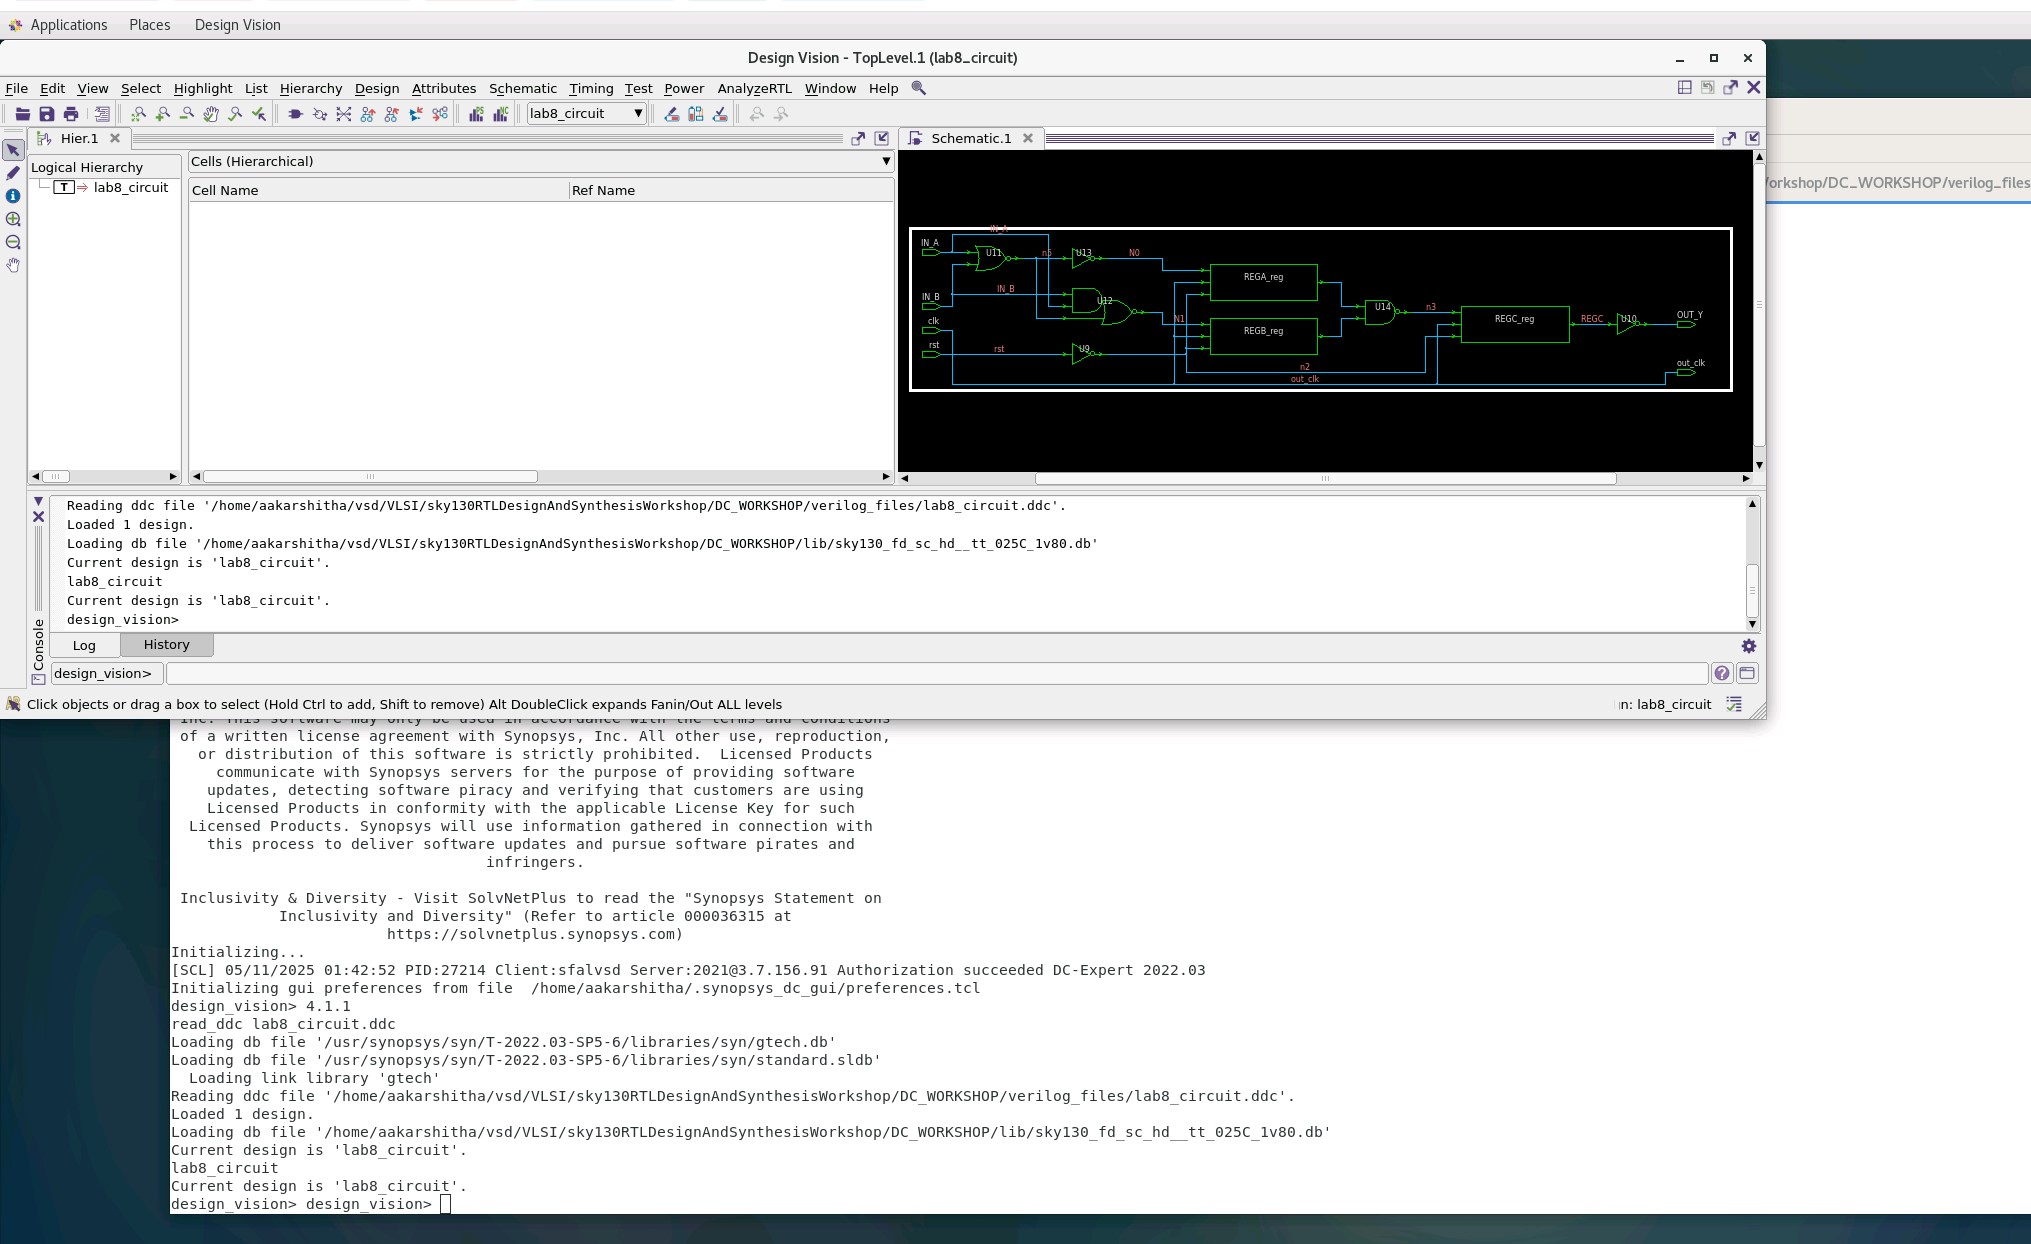 Applications Places Design Vision
Design Vision - TopLevel.1 (lab8_circuit)
File Edit View Select Highlight List Hierarchy Design Attributes Schematic Timing Test Power AnalyzeRTL Window Help
lab8_circuit
Hier.1
Schematic.1
Logical Hierarchy
T lab8_circuit
Cells (Hierarchical)
Cell Name Ref Name
orkshop/DC_WORKSHOP/verilog_files
IN_A
IN_A
U11
n5
U13
N0
REGA_reg
IN_B
IN_B
U12
U14
n3
REGC_reg
REGC
U10
OUT_Y
clk
N1
REGB_reg
rst
rst
U9
n2
out_clk
out_clk
Reading ddc file '/home/aakarshitha/vsd/VLSI/sky130RTLDesignAndSynthesisWorkshop/DC_WORKSHOP/verilog_files/lab8_circuit.ddc'.
Loaded 1 design.
Loading db file '/home/aakarshitha/vsd/VLSI/sky130RTLDesignAndSynthesisWorkshop/DC_WORKSHOP/lib/sky130_fd_sc_hd__tt_025C_1v80.db'
Current design is 'lab8_circuit'.
lab8_circuit
Current design is 'lab8_circuit'.
design_vision>
Console
Log History
design_vision>
Click objects or drag a box to select (Hold Ctrl to add, Shift to remove) Alt DoubleClick expands Fanin/Out ALL levels
n: lab8_circuit
Inc. This software may only be used in accordance with the terms and conditions
of a written license agreement with Synopsys, Inc. All other use, reproduction,
or distribution of this software is strictly prohibited.  Licensed Products
communicate with Synopsys servers for the purpose of providing software
updates, detecting software piracy and verifying that customers are using
Licensed Products in conformity with the applicable License Key for such
Licensed Products. Synopsys will use information gathered in connection with
this process to deliver software updates and pursue software pirates and
infringers.
Inclusivity & Diversity - Visit SolvNetPlus to read the "Synopsys Statement on
Inclusivity and Diversity" (Refer to article 000036315 at
https://solvnetplus.synopsys.com)
Initializing...
[SCL] 05/11/2025 01:42:52 PID:27214 Client:sfalvsd Server:2021@3.7.156.91 Authorization succeeded DC-Expert 2022.03
Initializing gui preferences from file  /home/aakarshitha/.synopsys_dc_gui/preferences.tcl
design_vision> 4.1.1
read_ddc lab8_circuit.ddc
Loading db file '/usr/synopsys/syn/T-2022.03-SP5-6/libraries/syn/gtech.db'
Loading db file '/usr/synopsys/syn/T-2022.03-SP5-6/libraries/syn/standard.sldb'
Loading link library 'gtech'
Reading ddc file '/home/aakarshitha/vsd/VLSI/sky130RTLDesignAndSynthesisWorkshop/DC_WORKSHOP/verilog_files/lab8_circuit.ddc'.
Loaded 1 design.
Loading db file '/home/aakarshitha/vsd/VLSI/sky130RTLDesignAndSynthesisWorkshop/DC_WORKSHOP/lib/sky130_fd_sc_hd__tt_025C_1v80.db'
Current design is 'lab8_circuit'.
lab8_circuit
Current design is 'lab8_circuit'.
design_vision> design_vision>